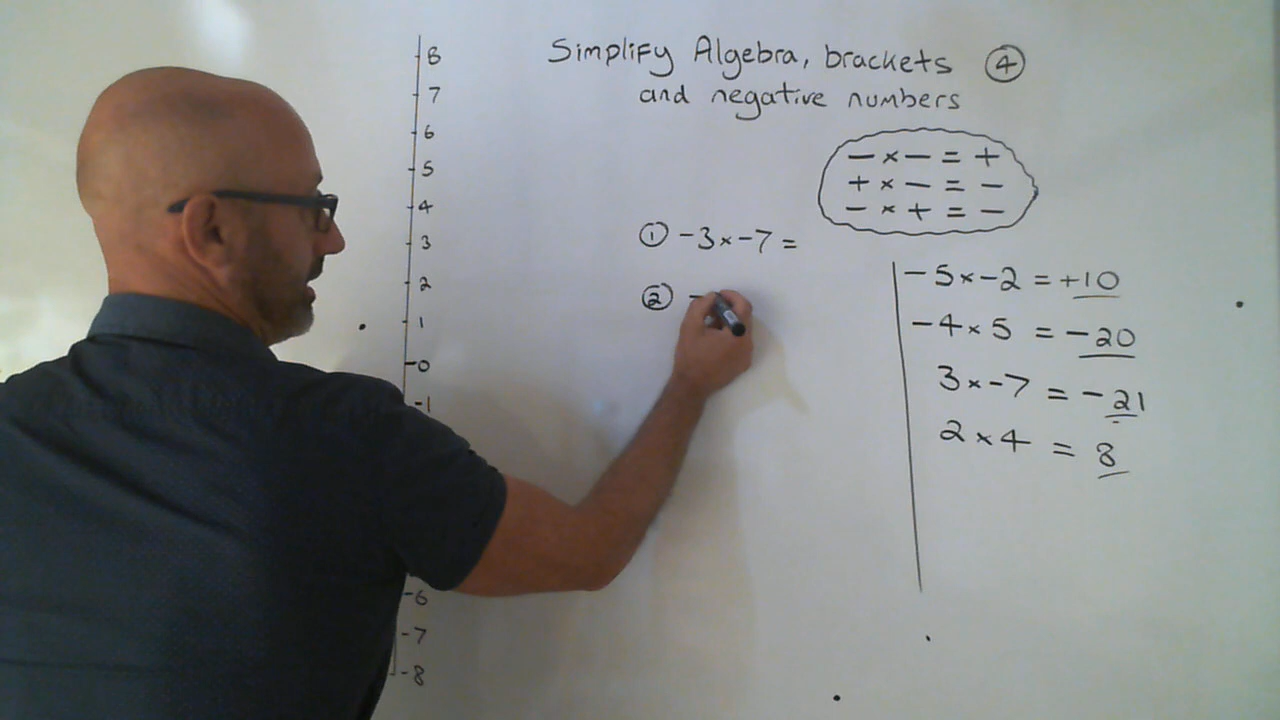 8
7
6
5
4
3
2
1
0
-1
-6
-7
-8
Simplify Algebra, brackets ④
and negative numbers
- × - = +
+ × - = -
- × + = -
① -3 × -7 =
② -
-5 × -2 = +10
-4 × 5 = -20
3 × -7 = -21
2 × 4 = 8